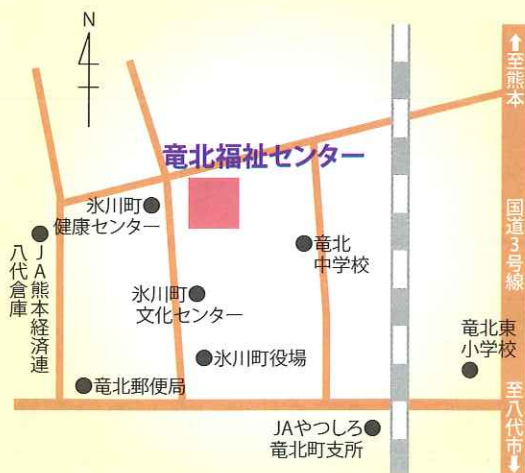 N
↑至熊本
竜北福祉センター
氷川町
健康センター
国道3号線
JA熊本経済連
八代倉庫
竜北
中学校
氷川町
文化センター
竜北東
小学校
氷川町役場
竜北郵便局
至八代市↓
JAやつしろ
竜北町支所